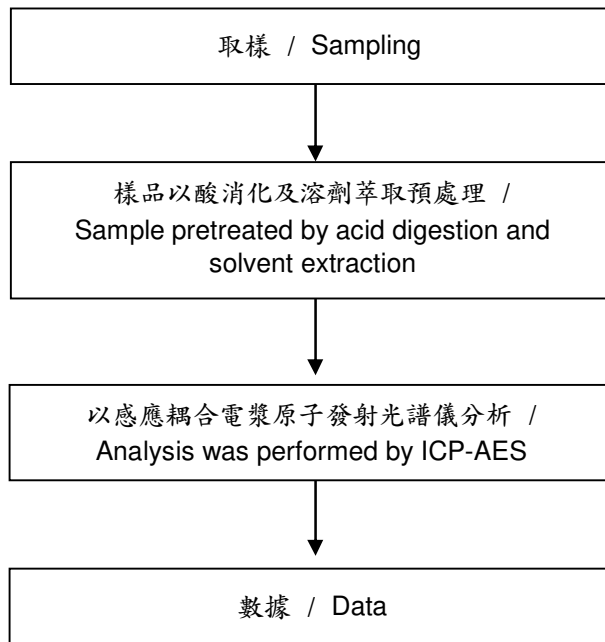 取樣 / Sampling
樣品以酸消化及溶劑萃取預處理 /
Sample pretreated by acid digestion and
solvent extraction
以感應耦合電漿原子發射光譜儀分析 /
Analysis was performed by ICP-AES
數據 / Data